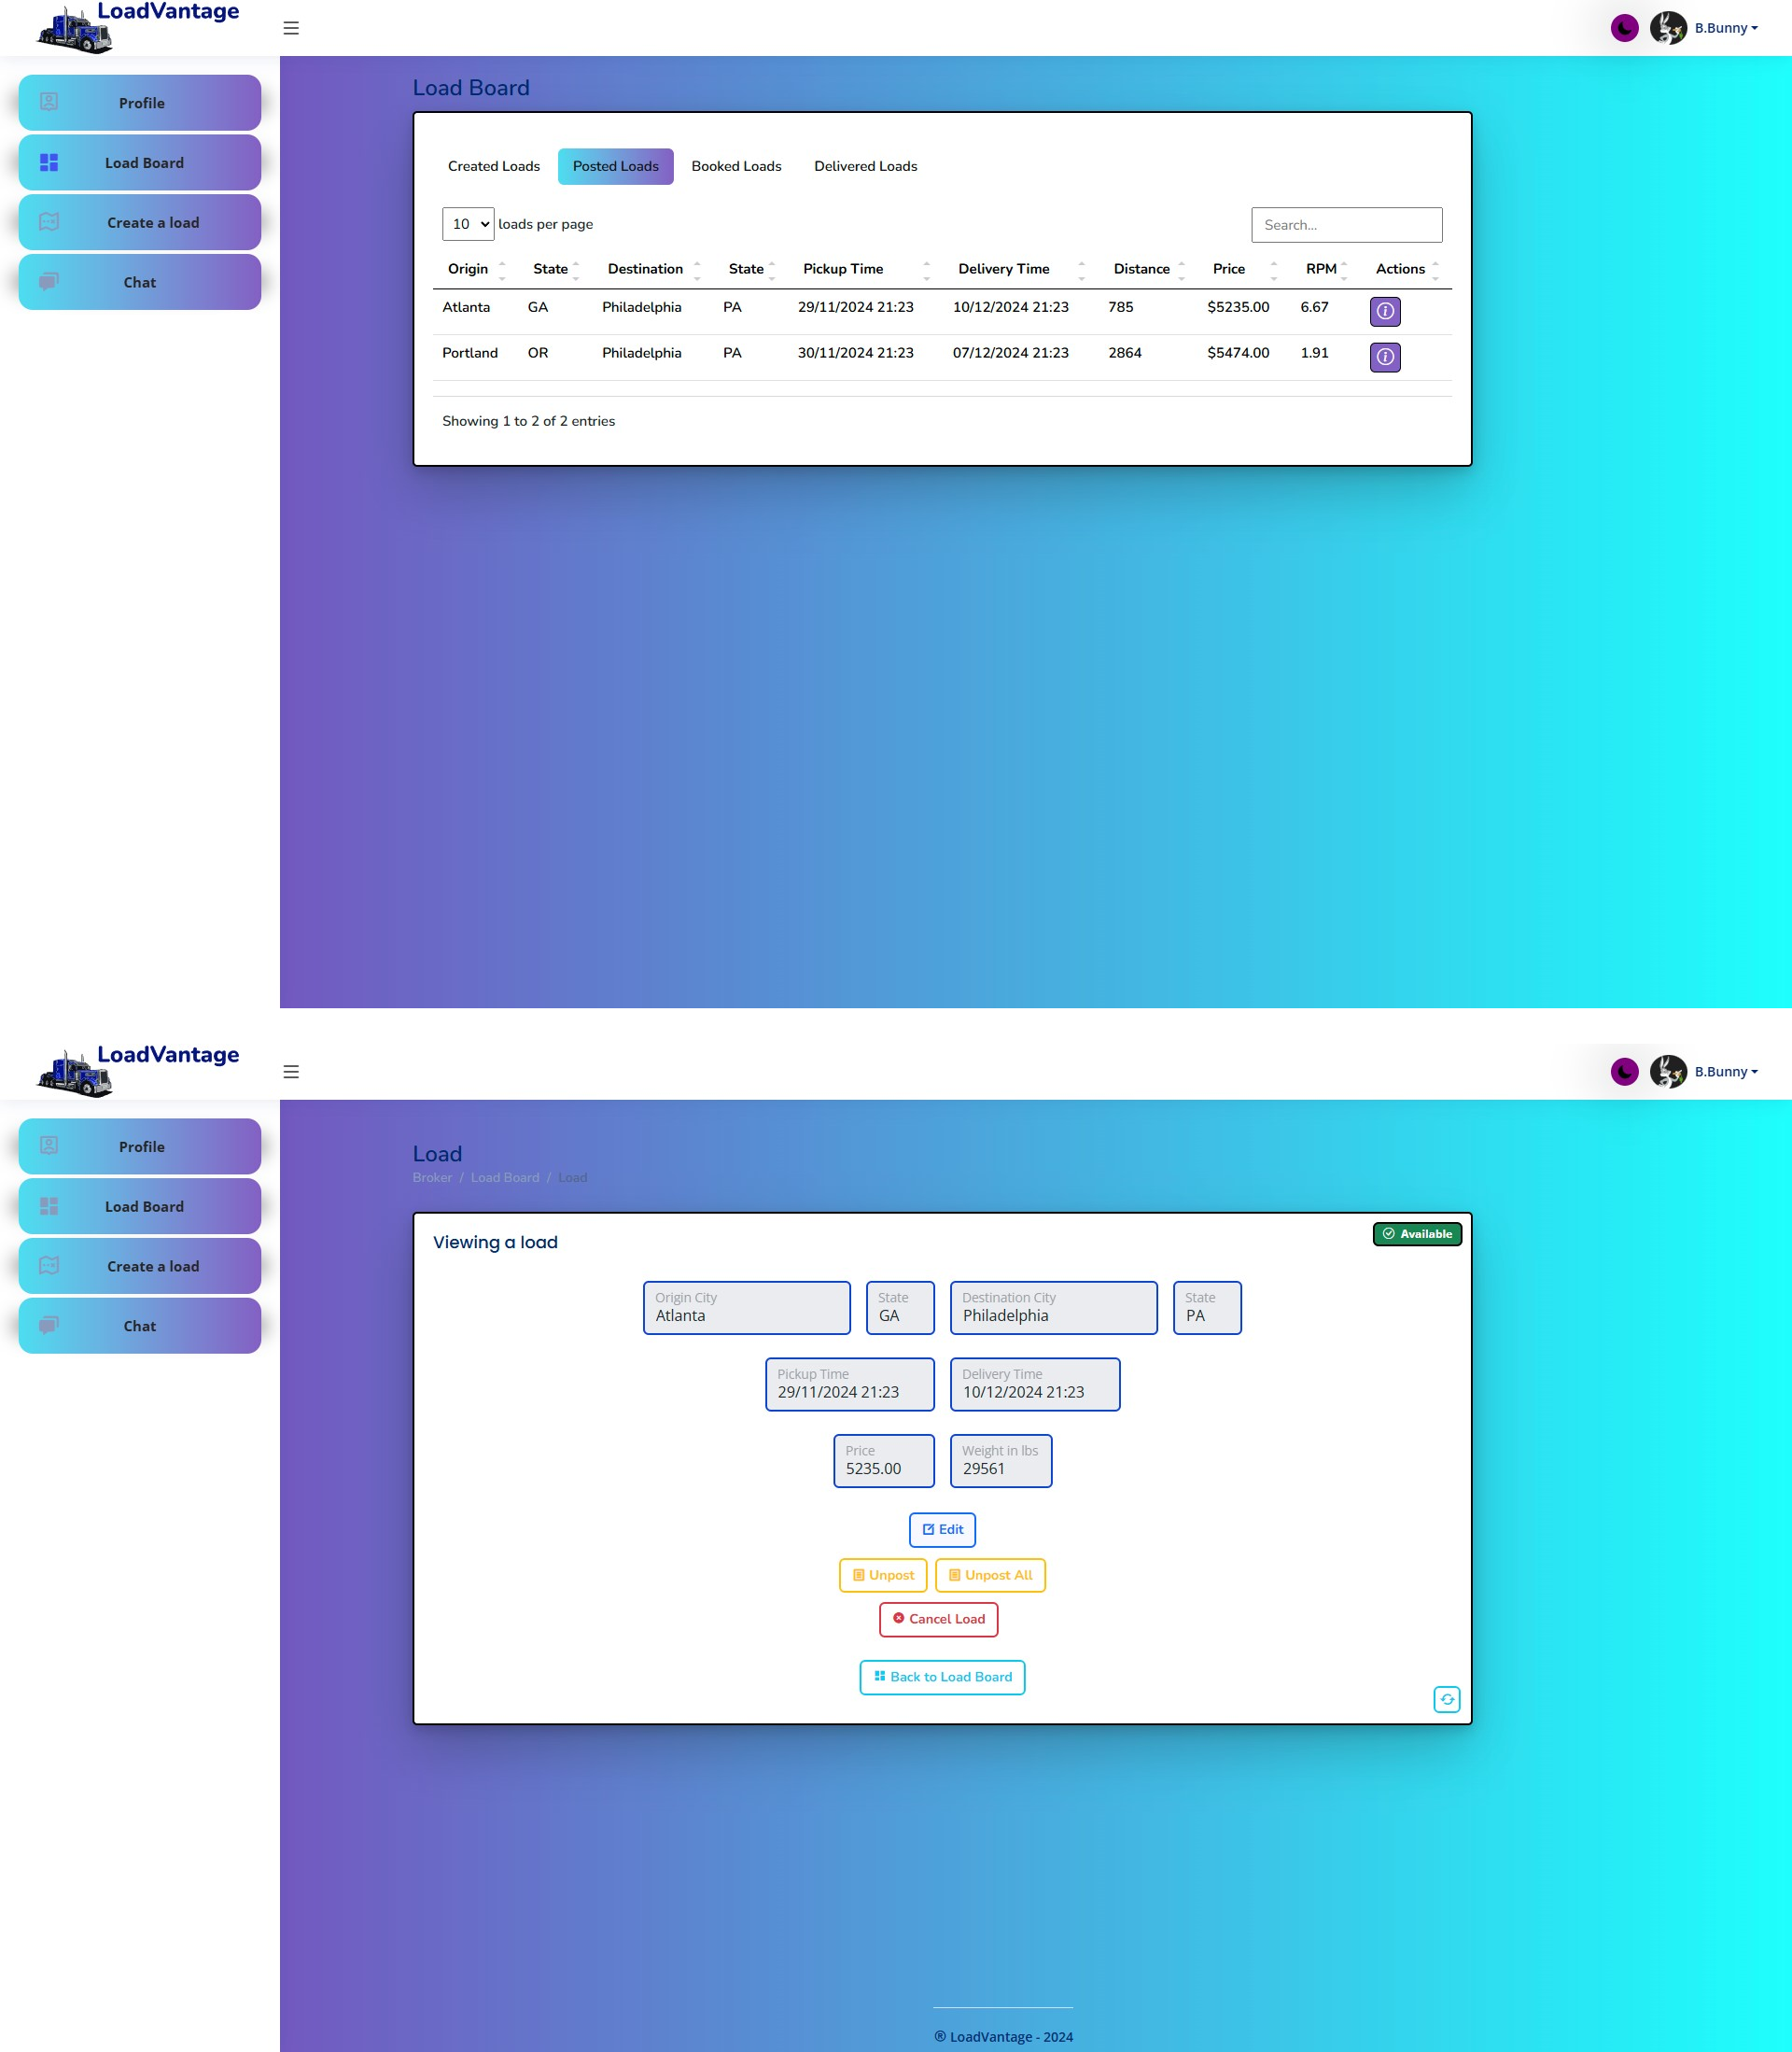 LoadVantage
B.Bunny
Profile
Load Board
Create a load
Chat
Load Board
Created Loads Posted Loads Booked Loads Delivered Loads
10 loads per page Search...
Origin State Destination State Pickup Time Delivery Time Distance Price RPM Actions
Atlanta GA Philadelphia PA 29/11/2024 21:23 10/12/2024 21:23 785 $5235.00 6.67
Portland OR Philadelphia PA 30/11/2024 21:23 07/12/2024 21:23 2864 $5474.00 1.91
Showing 1 to 2 of 2 entries
LoadVantage
B.Bunny
Profile
Load Board
Create a load
Chat
Load
Broker / Load Board / Load
Viewing a load Available
Origin City State Destination City State
Atlanta GA Philadelphia PA
Pickup Time Delivery Time
29/11/2024 21:23 10/12/2024 21:23
Price Weight in lbs
5235.00 29561
Edit
Unpost Unpost All
Cancel Load
Back to Load Board
® LoadVantage - 2024